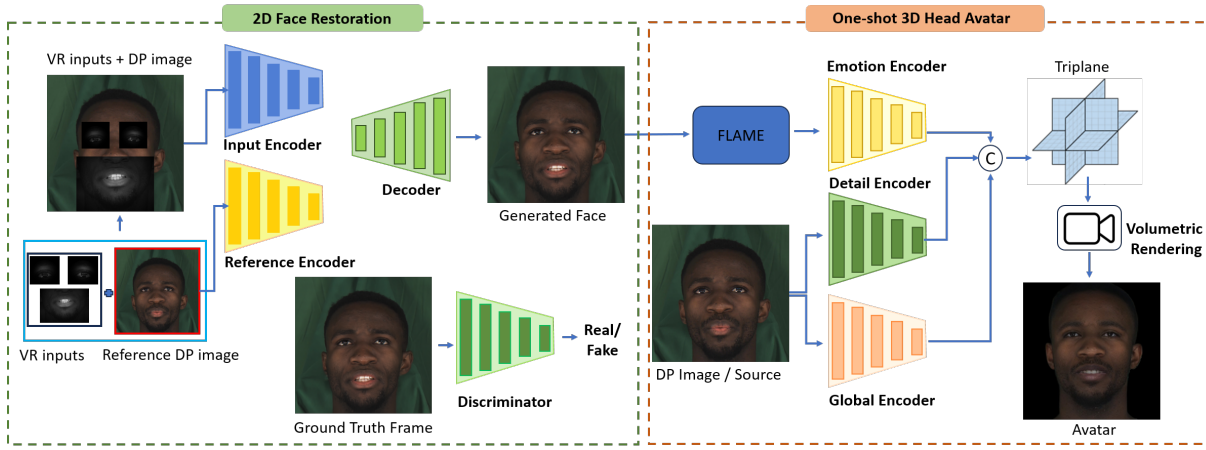 2D Face Restoration
One-shot 3D Head Avatar
VR inputs + DP image
Input Encoder
Decoder
Generated Face
Reference Encoder
VR inputs
Reference DP image
Ground Truth Frame
Discriminator
Real/
Fake
FLAME
Emotion Encoder
Detail Encoder
DP Image / Source
Global Encoder
C
Triplane
Volumetric
Rendering
Avatar